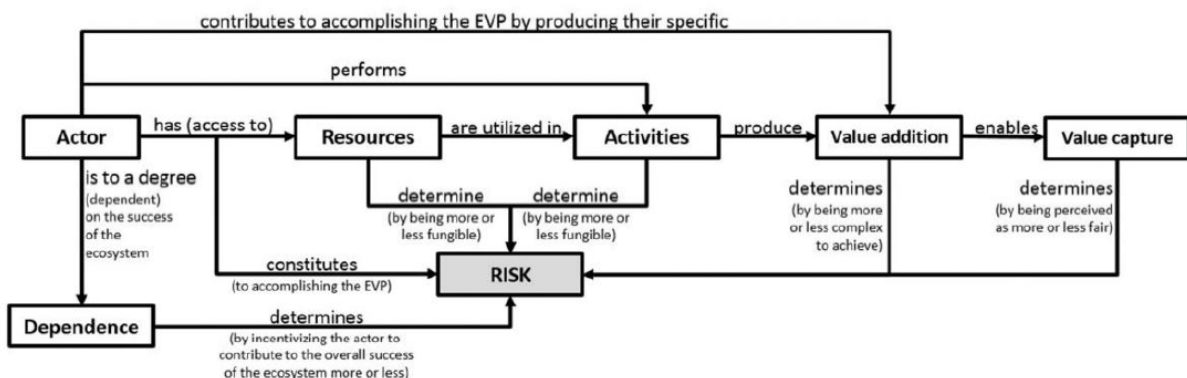 contributes to accomplishing the EVP by producing their specific
performs
Actor
has (access to)
Resources
are utilized in
Activities
produce
Value addition
enables
Value capture
is to a degree
(dependent)
on the success
of the
ecosystem
determine
(by being more or
less fungible)
determine
(by being more or
less fungible)
determines
(by being more
or less complex
to achieve)
determines
(by being perceived
as more or less fair)
constitutes
(to accomplishing the EVP)
RISK
Dependence
determines
(by incentivizing the actor to
contribute to the overall success
of the ecosystem more or less)